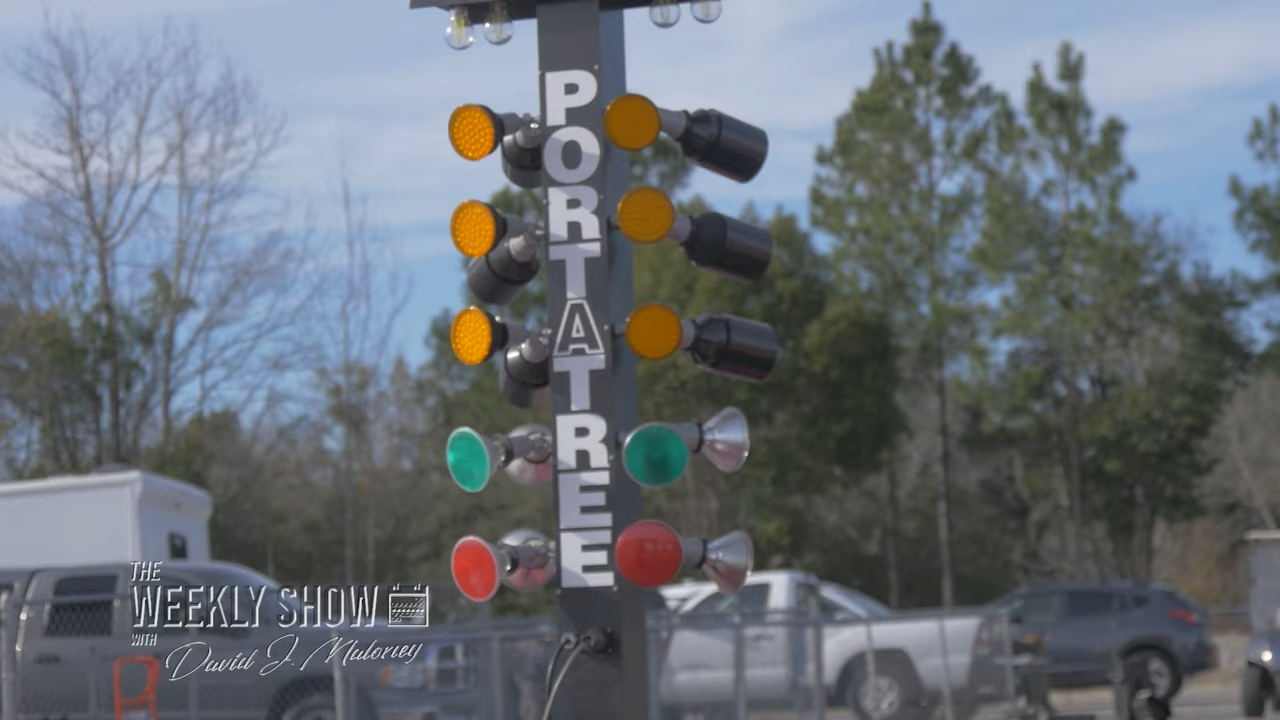 PORTATREE
THE
WEEKLY SHOW
WITH
David J. Maloney
R